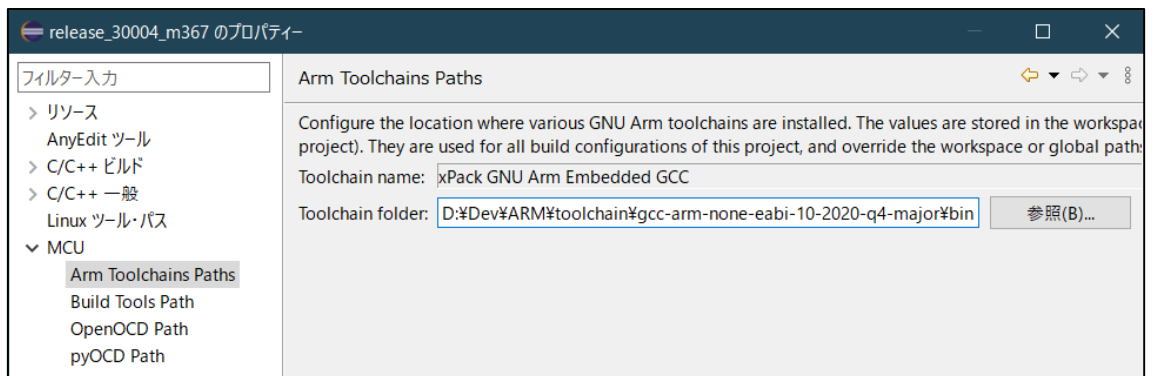 release_30004_m367 のプロパティー
フィルター入力
リソース
AnyEdit ツール
C/C++ ビルド
C/C++ 一般
Linux ツール・パス
MCU
Arm Toolchains Paths
Build Tools Path
OpenOCD Path
pyOCD Path
Arm Toolchains Paths
Configure the location where various GNU Arm toolchains are installed. The values are stored in the
project). They are used for all build configurations of this project, and override the workspace or global
Toolchain name: xPack GNU Arm Embedded GCC
Toolchain folder: D:¥Dev¥ARM¥toolchain¥gcc-arm-none-eabi-10-2020-q4-major¥bin 参照(B)...